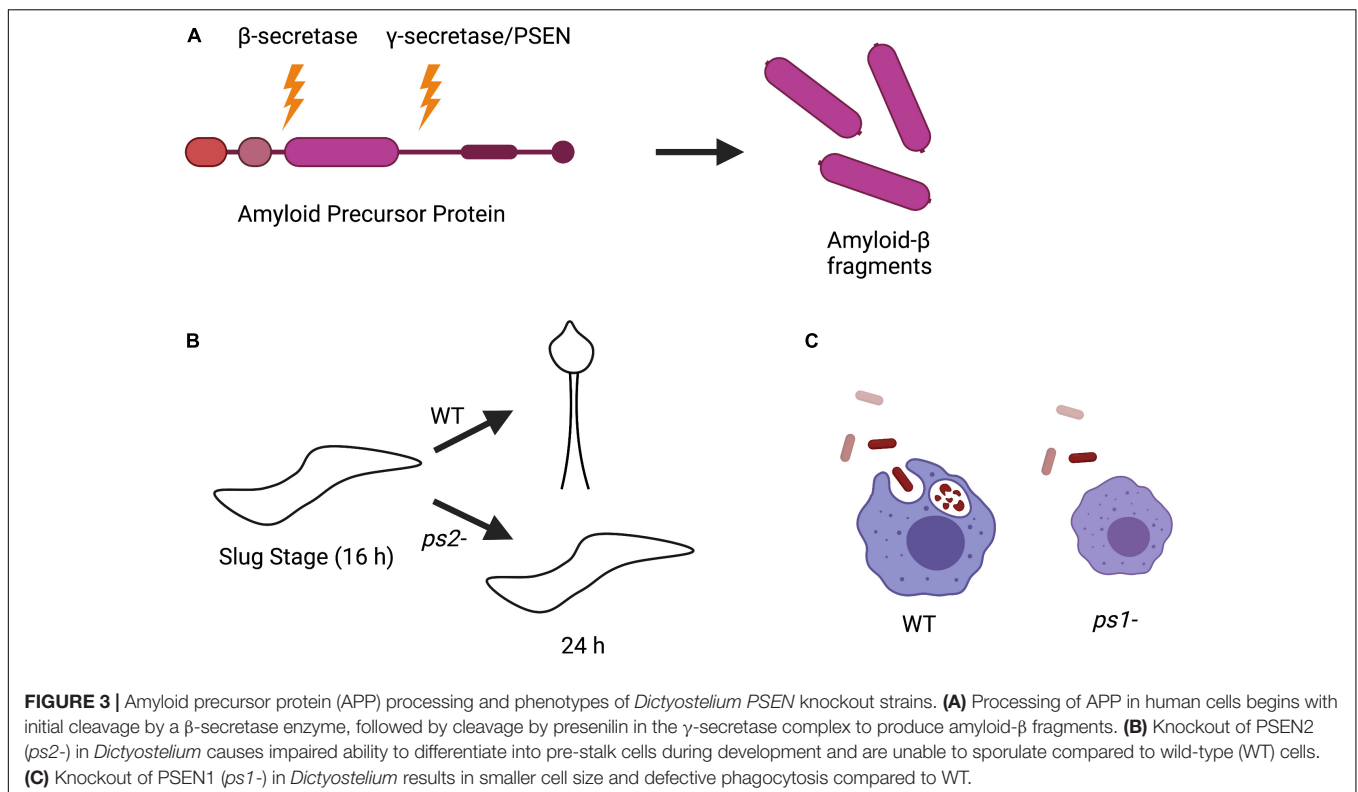 A
β-secretase
γ-secretase/PSEN
Amyloid Precursor Protein
Amyloid-β
fragments
B
WT
ps2-
Slug Stage (16 h)
24 h
C
WT
ps1-
FIGURE 3 | Amyloid precursor protein (APP) processing and phenotypes of Dictyostelium PSEN knockout strains. (A) Processing of APP in human cells begins with
initial cleavage by a β-secretase enzyme, followed by cleavage by presenilin in the γ-secretase complex to produce amyloid-β fragments. (B) Knockout of PSEN2
(ps2-) in Dictyostelium causes impaired ability to differentiate into pre-stalk cells during development and are unable to sporulate compared to wild-type (WT) cells.
(C) Knockout of PSEN1 (ps1-) in Dictyostelium results in smaller cell size and defective phagocytosis compared to WT.